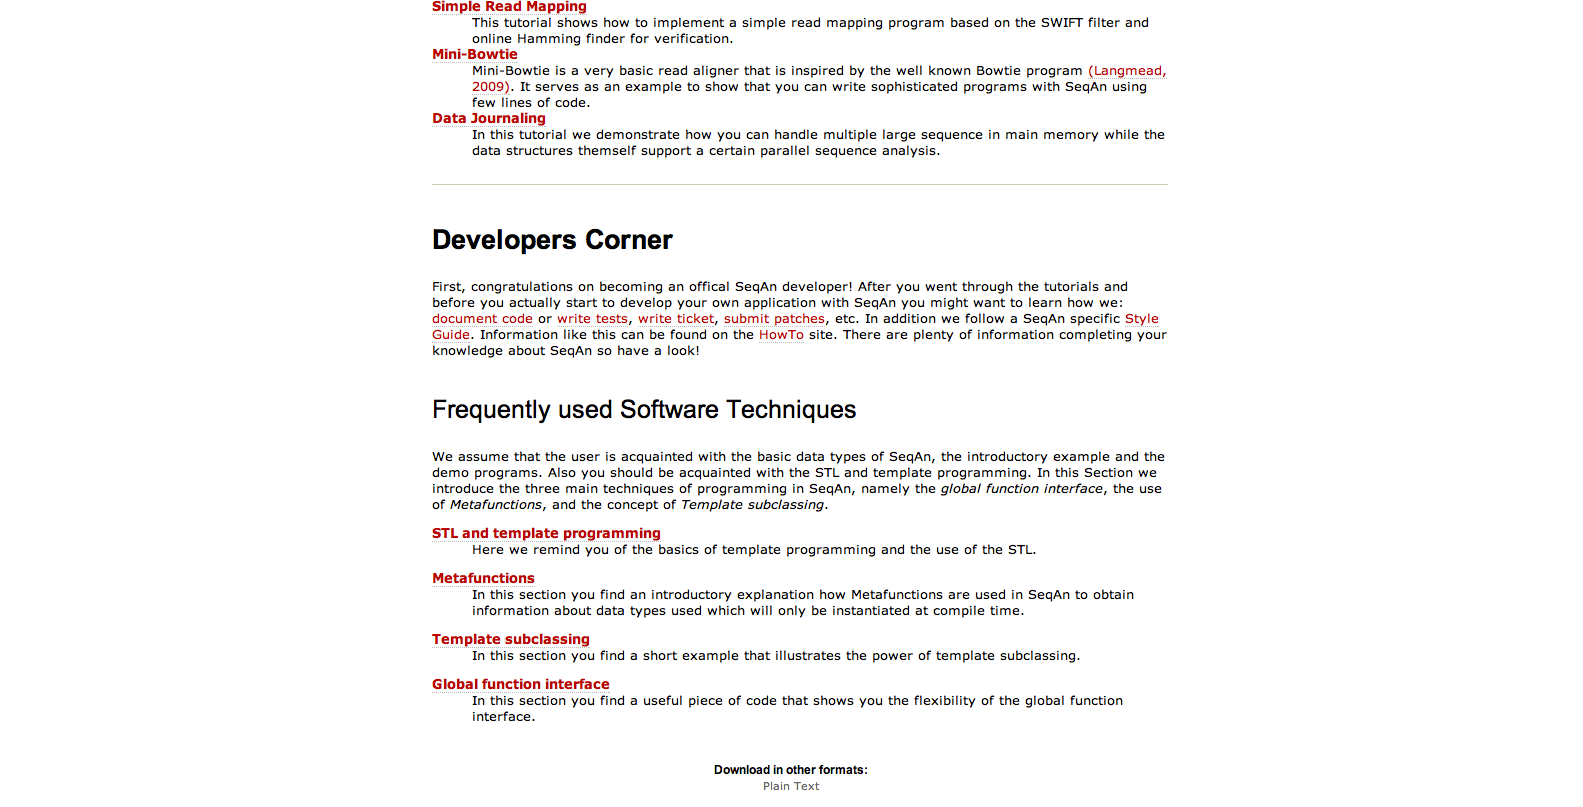 Simple Read Mapping
This tutorial shows how to implement a simple read mapping program based on the SWIFT filter and
online Hamming finder for verification.
Mini-Bowtie
Mini-Bowtie is a very basic read aligner that is inspired by the well known Bowtie program (Langmead,
2009). It serves as an example to show that you can write sophisticated programs with SeqAn using
few lines of code.
Data Journaling
In this tutorial we demonstrate how you can handle multiple large sequence in main memory while the
data structures themself support a certain parallel sequence analysis.
Developers Corner
First, congratulations on becoming an offical SeqAn developer! After you went through the tutorials and
before you actually start to develop your own application with SeqAn you might want to learn how we:
document code or write tests, write ticket, submit patches, etc. In addition we follow a SeqAn specific Style
Guide. Information like this can be found on the HowTo site. There are plenty of information completing your
knowledge about SeqAn so have a look!
Frequently used Software Techniques
We assume that the user is acquainted with the basic data types of SeqAn, the introductory example and the
demo programs. Also you should be acquainted with the STL and template programming. In this Section we
introduce the three main techniques of programming in SeqAn, namely the global function interface, the use
of Metafunctions, and the concept of Template subclassing.
STL and template programming
Here we remind you of the basics of template programming and the use of the STL.
Metafunctions
In this section you find an introductory explanation how Metafunctions are used in SeqAn to obtain
information about data types used which will only be instantiated at compile time.
Template subclassing
In this section you find a short example that illustrates the power of template subclassing.
Global function interface
In this section you find a useful piece of code that shows you the flexibility of the global function
interface.
Download in other formats:
Plain Text